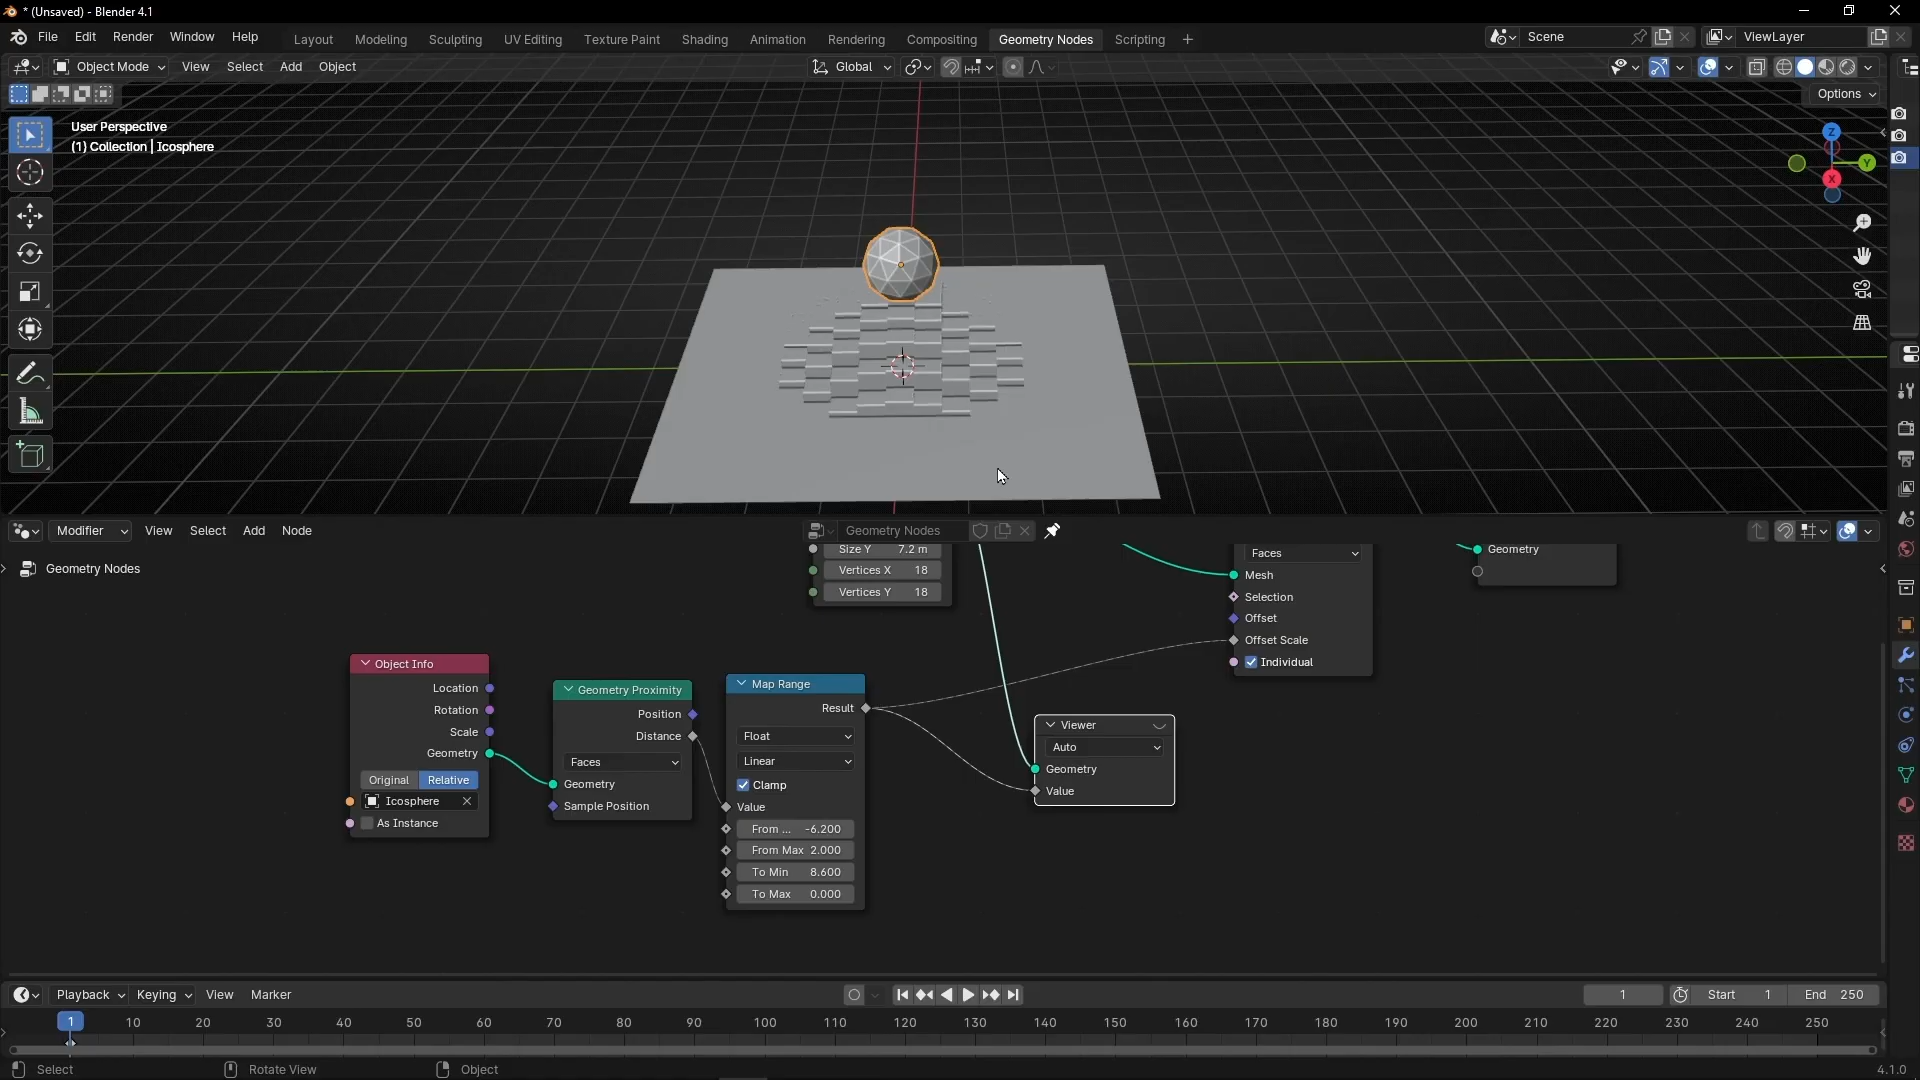 * (Unsaved) - Blender 4.1
File Edit Render Window Help
Layout Modeling Sculpting UV Editing Texture Paint Shading Animation Rendering Compositing Geometry Nodes Scripting +
Scene
ViewLayer
Object Mode View Select Add Object
Global
Options
User Perspective
(1) Collection | Icosphere
Z
Y
X
Modifier View Select Add Node
Geometry Nodes
Geometry Nodes
Size Y 7.2 m
Vertices X 18
Vertices Y 18
Faces
Mesh
Selection
Offset
Offset Scale
Individual
Geometry
Object Info
Location
Rotation
Scale
Geometry
Original Relative
Icosphere
As Instance
Geometry Proximity
Position
Distance
Faces
Geometry
Sample Position
Map Range
Result
Float
Linear
Clamp
Value
From ... -6.200
From Max 2.000
To Min 8.600
To Max 0.000
Viewer
Auto
Geometry
Value
Playback Keying View Marker
1
Start 1
End 250
1 10 20 30 40 50 60 70 80 90 100 110 120 130 140 150 160 170 180 190 200 210 220 230 240 250
Select
Rotate View
Object
4.1.0